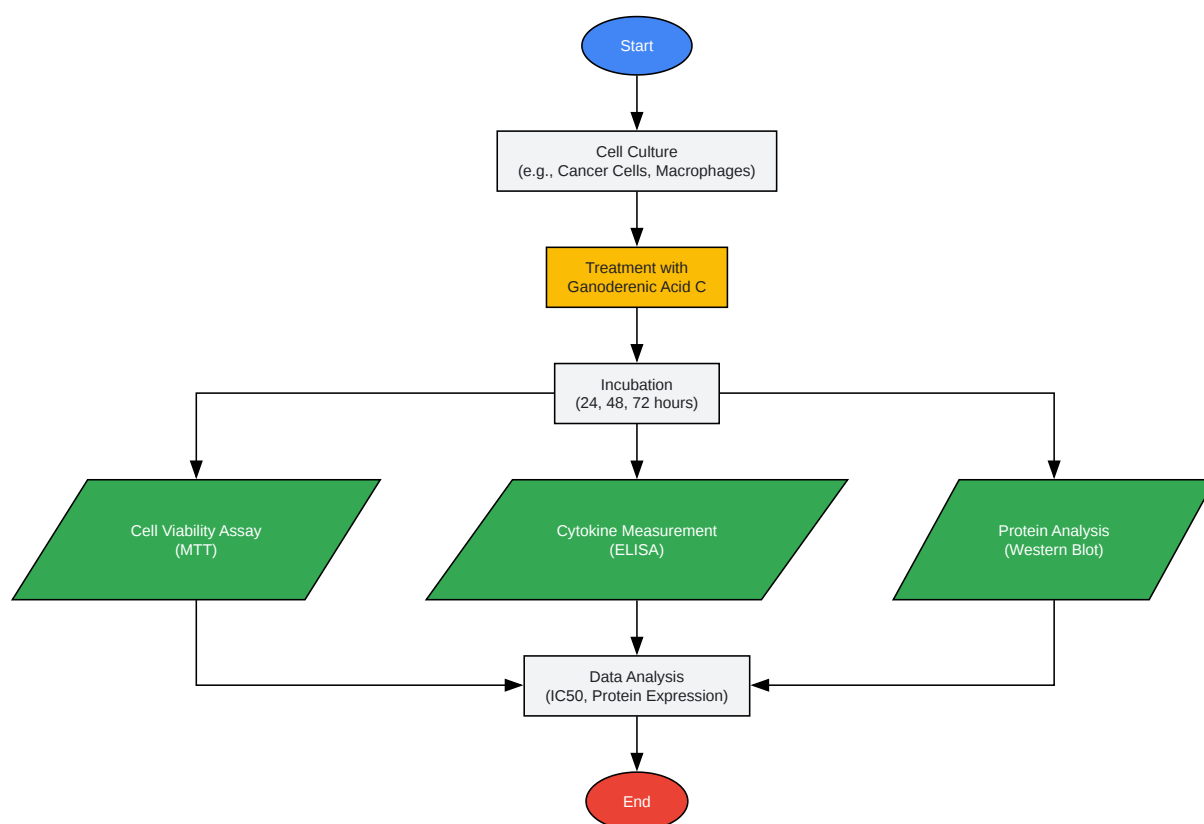 Start
Cell Culture
(e.g., Cancer Cells, Macrophages)
Treatment with
Ganoderenic Acid C
Incubation
(24, 48, 72 hours)
Cell Viability Assay
(MTT)
Cytokine Measurement
(ELISA)
Protein Analysis
(Western Blot)
Data Analysis
(IC50, Protein Expression)
End